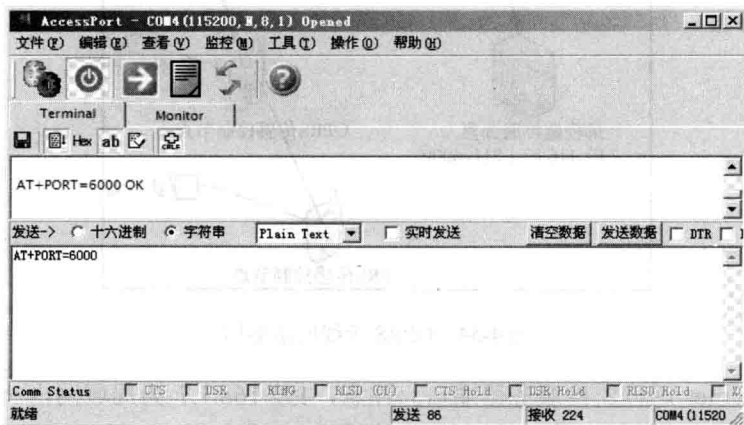 AccessPort - COM4(115200,N,8,1) Opened
文件(F) 编辑(E) 查看(V) 监控(M) 工具(T) 操作(O) 帮助(H)
Terminal Monitor
Hex ab
AT+PORT=6000 OK
发送-> 十六进制 字符串 Plain Text 实时发送 清空数据 发送数据 DTR
AT+PORT=6000
Comm Status CTS DSR RING RLSD (CD) CTS Hold DSR Hold RLSD Hold
就绪 发送 86 接收 224 COM4 (11520